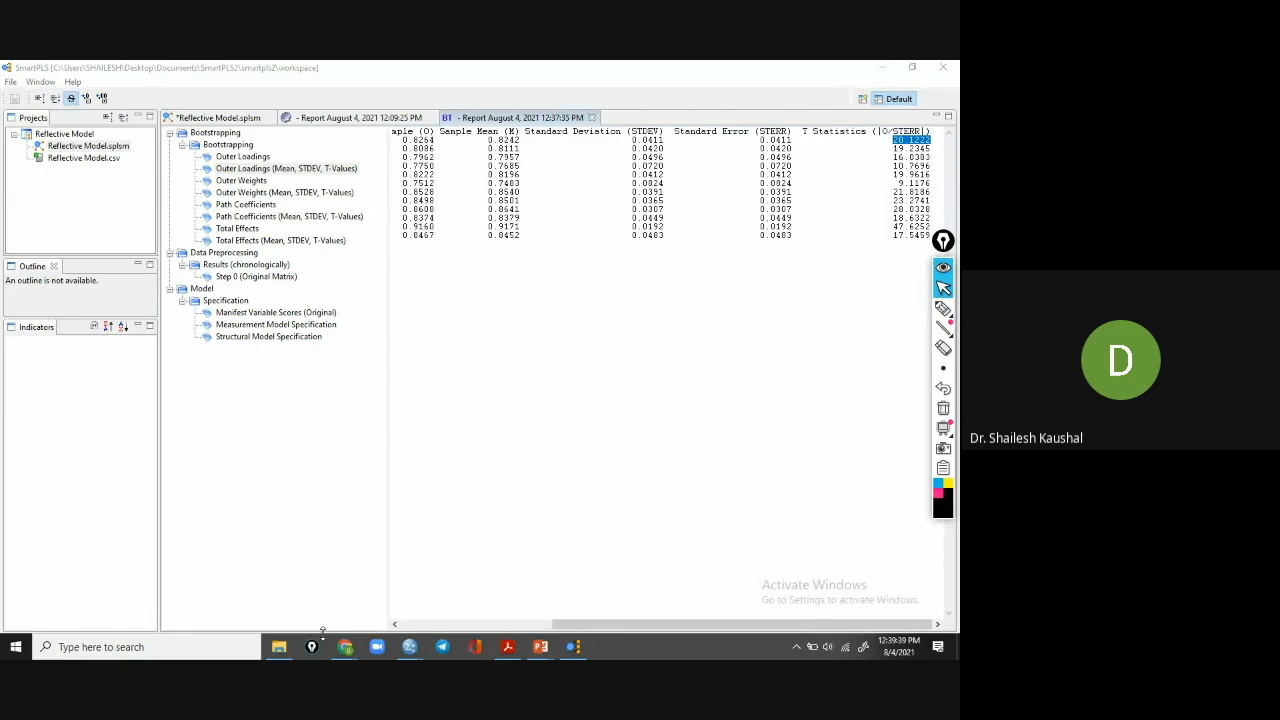 SmartPLS [C:\Users\SHAILESH\Desktop\Documents\SmartPLS2\smartpls2\workspace]
File Window Help
Default
Projects
Reflective Model
Reflective Model.splsm
Reflective Model.csv
Outline
An outline is not available.
Indicators
*Reflective Model.splsm
- Report August 4, 2021 12:09:25 PM
BT - Report August 4, 2021 12:37:35 PM
Bootstrapping
Bootstrapping
Outer Loadings
Outer Loadings (Mean, STDEV, T-Values)
Outer Weights
Outer Weights (Mean, STDEV, T-Values)
Path Coefficients
Path Coefficients (Mean, STDEV, T-Values)
Total Effects
Total Effects (Mean, STDEV, T-Values)
Data Preprocessing
Results (chronologically)
Step 0 (Original Matrix)
Model
Specification
Manifest Variable Scores (Original)
Measurement Model Specification
Structural Model Specification
mple (O) Sample Mean (M) Standard Deviation (STDEV) Standard Error (STERR) T Statistics (|O/STERR|)
0.8264 0.8242 0.0411 0.0411 20.1222
0.8086 0.8111 0.0420 0.0420 19.2345
0.7962 0.7957 0.0496 0.0496 16.0383
0.7750 0.7685 0.0720 0.0720 10.7696
0.8222 0.8196 0.0412 0.0412 19.9616
0.7512 0.7483 0.0824 0.0824 9.1176
0.8528 0.8540 0.0391 0.0391 21.8186
0.8498 0.8501 0.0365 0.0365 23.2741
0.8608 0.8641 0.0307 0.0307 28.0328
0.8374 0.8379 0.0449 0.0449 18.6322
0.9160 0.9171 0.0192 0.0192 47.6252
0.8467 0.8452 0.0483 0.0483 17.5459
Activate Windows
Go to Settings to activate Windows.
Type here to search
12:39:39 PM
8/4/2021
D
Dr. Shailesh Kaushal